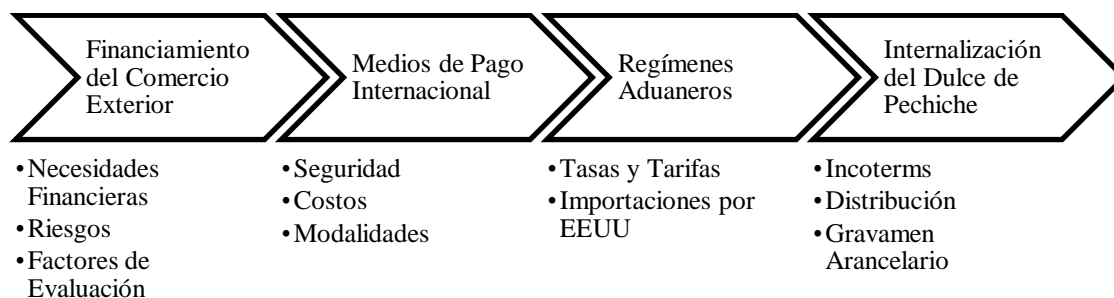 Financiamiento
del Comercio
Exterior
Medios de Pago
Internacional
Regímenes
Aduaneros
Internalización
del Dulce de
Pechiche
•Necesidades
Financieras
•Riesgos
•Factores de
Evaluación
•Seguridad
•Costos
•Modalidades
•Tasas y Tarifas
•Importaciones por
EEUU
•Incoterms
•Distribución
•Gravamen
Arancelario